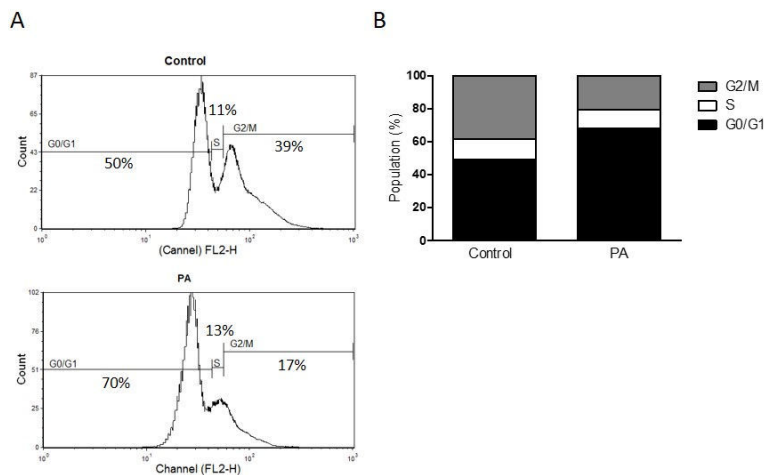 A
Control
87
65
43
22
0
Count
11%
G2/M
S
39%
G0/G1
50%
10^0
10^1
10^2
10^3
(Cannel) FL2-H
PA
102
76
51
25
0
Count
13%
G2/M
S
17%
G0/G1
70%
10^0
10^1
10^2
10^3
Channel (FL2-H)
B
100
80
60
40
20
0
Population (%)
Control
PA
G2/M
S
G0/G1